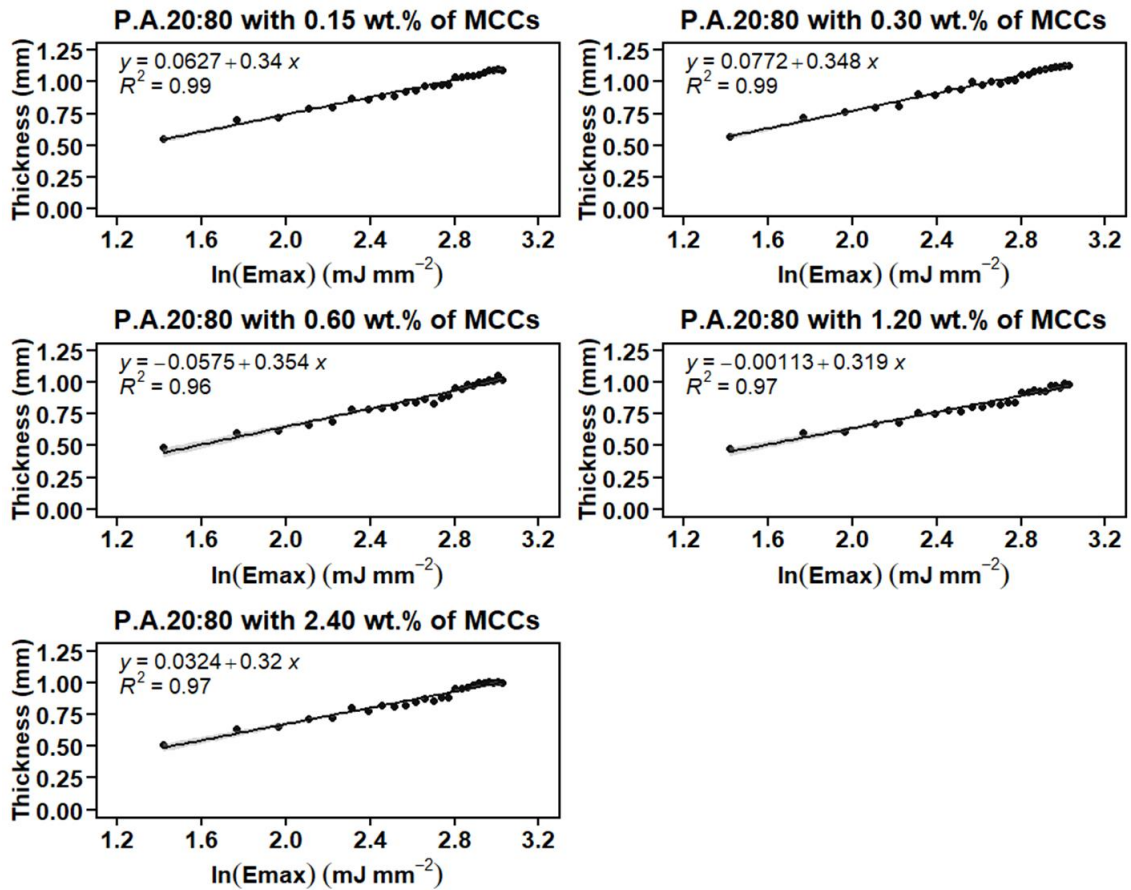 P.A.20:80 with 0.15 wt.% of MCCs
Thickness (mm)
1.25
1.00
0.75
0.50
0.25
0.00
y = 0.0627 + 0.34 x
R² = 0.99
1.2 1.6 2.0 2.4 2.8 3.2
ln(Emax) (mJ mm⁻²)
P.A.20:80 with 0.30 wt.% of MCCs
Thickness (mm)
1.25
1.00
0.75
0.50
0.25
0.00
y = 0.0772 + 0.348 x
R² = 0.99
1.2 1.6 2.0 2.4 2.8 3.2
ln(Emax) (mJ mm⁻²)
P.A.20:80 with 0.60 wt.% of MCCs
Thickness (mm)
1.25
1.00
0.75
0.50
0.25
0.00
y = −0.0575 + 0.354 x
R² = 0.96
1.2 1.6 2.0 2.4 2.8 3.2
ln(Emax) (mJ mm⁻²)
P.A.20:80 with 1.20 wt.% of MCCs
Thickness (mm)
1.25
1.00
0.75
0.50
0.25
0.00
y = −0.00113 + 0.319 x
R² = 0.97
1.2 1.6 2.0 2.4 2.8 3.2
ln(Emax) (mJ mm⁻²)
P.A.20:80 with 2.40 wt.% of MCCs
Thickness (mm)
1.25
1.00
0.75
0.50
0.25
0.00
y = 0.0324 + 0.32 x
R² = 0.97
1.2 1.6 2.0 2.4 2.8 3.2
ln(Emax) (mJ mm⁻²)